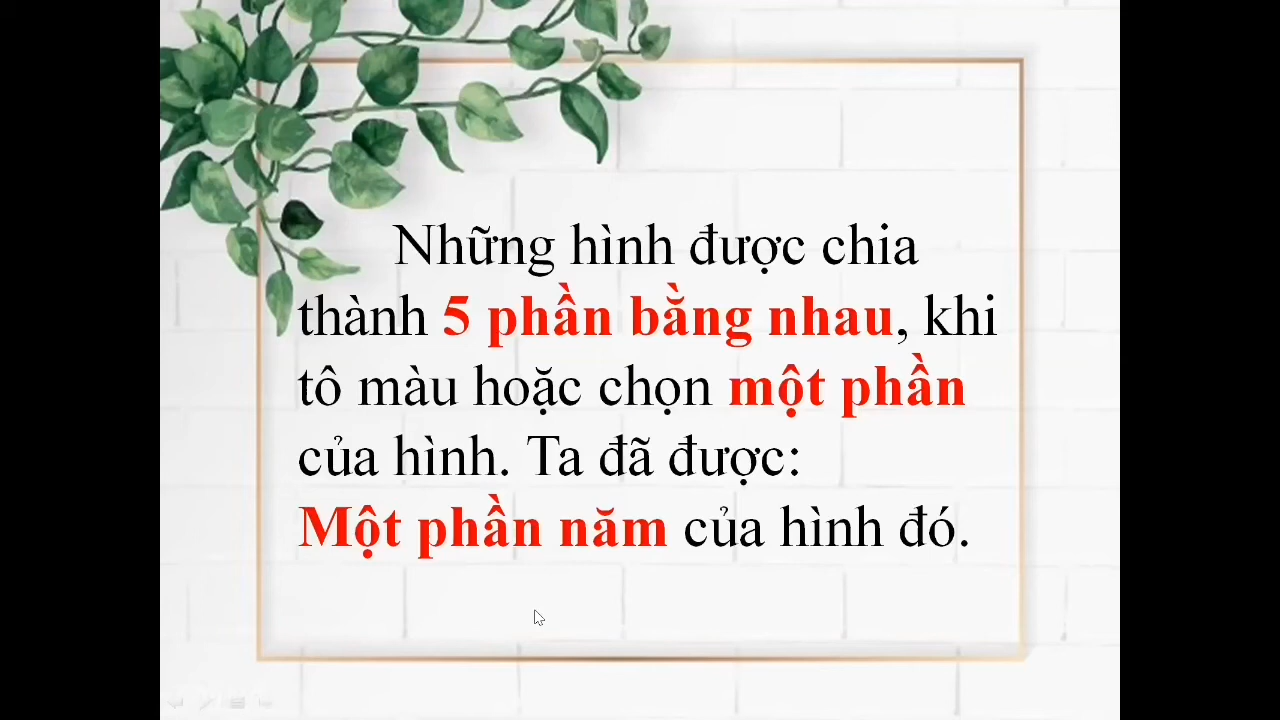 Những hình được chia
thành 5 phần bằng nhau, khi
tô màu hoặc chọn một phần
của hình. Ta đã được:
Một phần năm của hình đó.